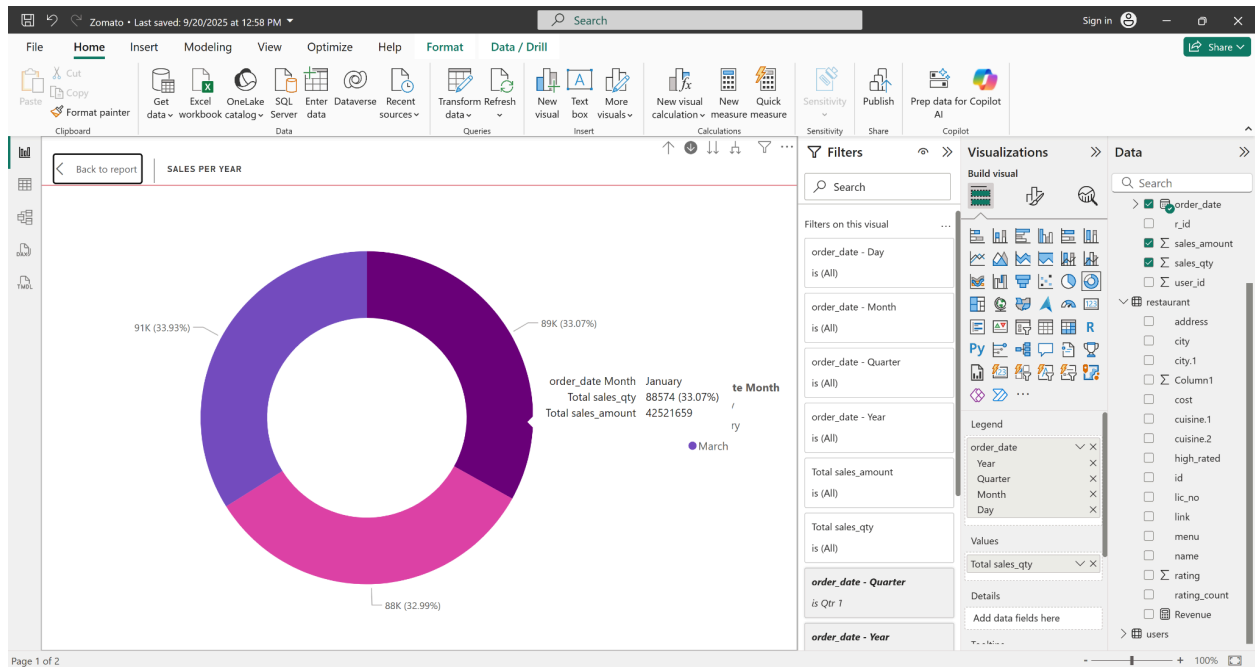 Zomato • Last saved: 9/20/2025 at 12:58 PM
Search
Sign in
File Home Insert Modeling View Optimize Help Format Data / Drill
Share
Paste
Cut
Copy
Format painter
Clipboard
Get data
Excel workbook
OneLake catalog
SQL Server
Enter data
Dataverse
Recent sources
Data
Transform data
Refresh
Queries
New visual
Text box
More visuals
Insert
New visual calculation
New measure
Quick measure
Calculations
Sensitivity
Sensitivity
Publish
Share
Prep data for Copilot
AI
Copilot
Back to report
SALES PER YEAR
91K (33.93%)
89K (33.07%)
88K (32.99%)
order_date Month January
Total sales_qty 88574 (33.07%)
Total sales_amount 42521659
te Month
ry
March
Filters
Search
Filters on this visual
order_date - Day
is (All)
order_date - Month
is (All)
order_date - Quarter
is (All)
order_date - Year
is (All)
Total sales_amount
is (All)
Total sales_qty
is (All)
order_date - Quarter
is Qtr 1
order_date - Year
Visualizations
Build visual
123
R
Py
Legend
order_date
Year
Quarter
Month
Day
Values
Total sales_qty
Details
Add data fields here
Data
Search
order_date
r_id
sales_amount
sales_qty
user_id
restaurant
address
city
city.1
Column1
cost
cuisine.1
cuisine.2
high_rated
id
lic_no
link
menu
name
rating
rating_count
Revenue
users
DAX
TMDL
Page 1 of 2
100%